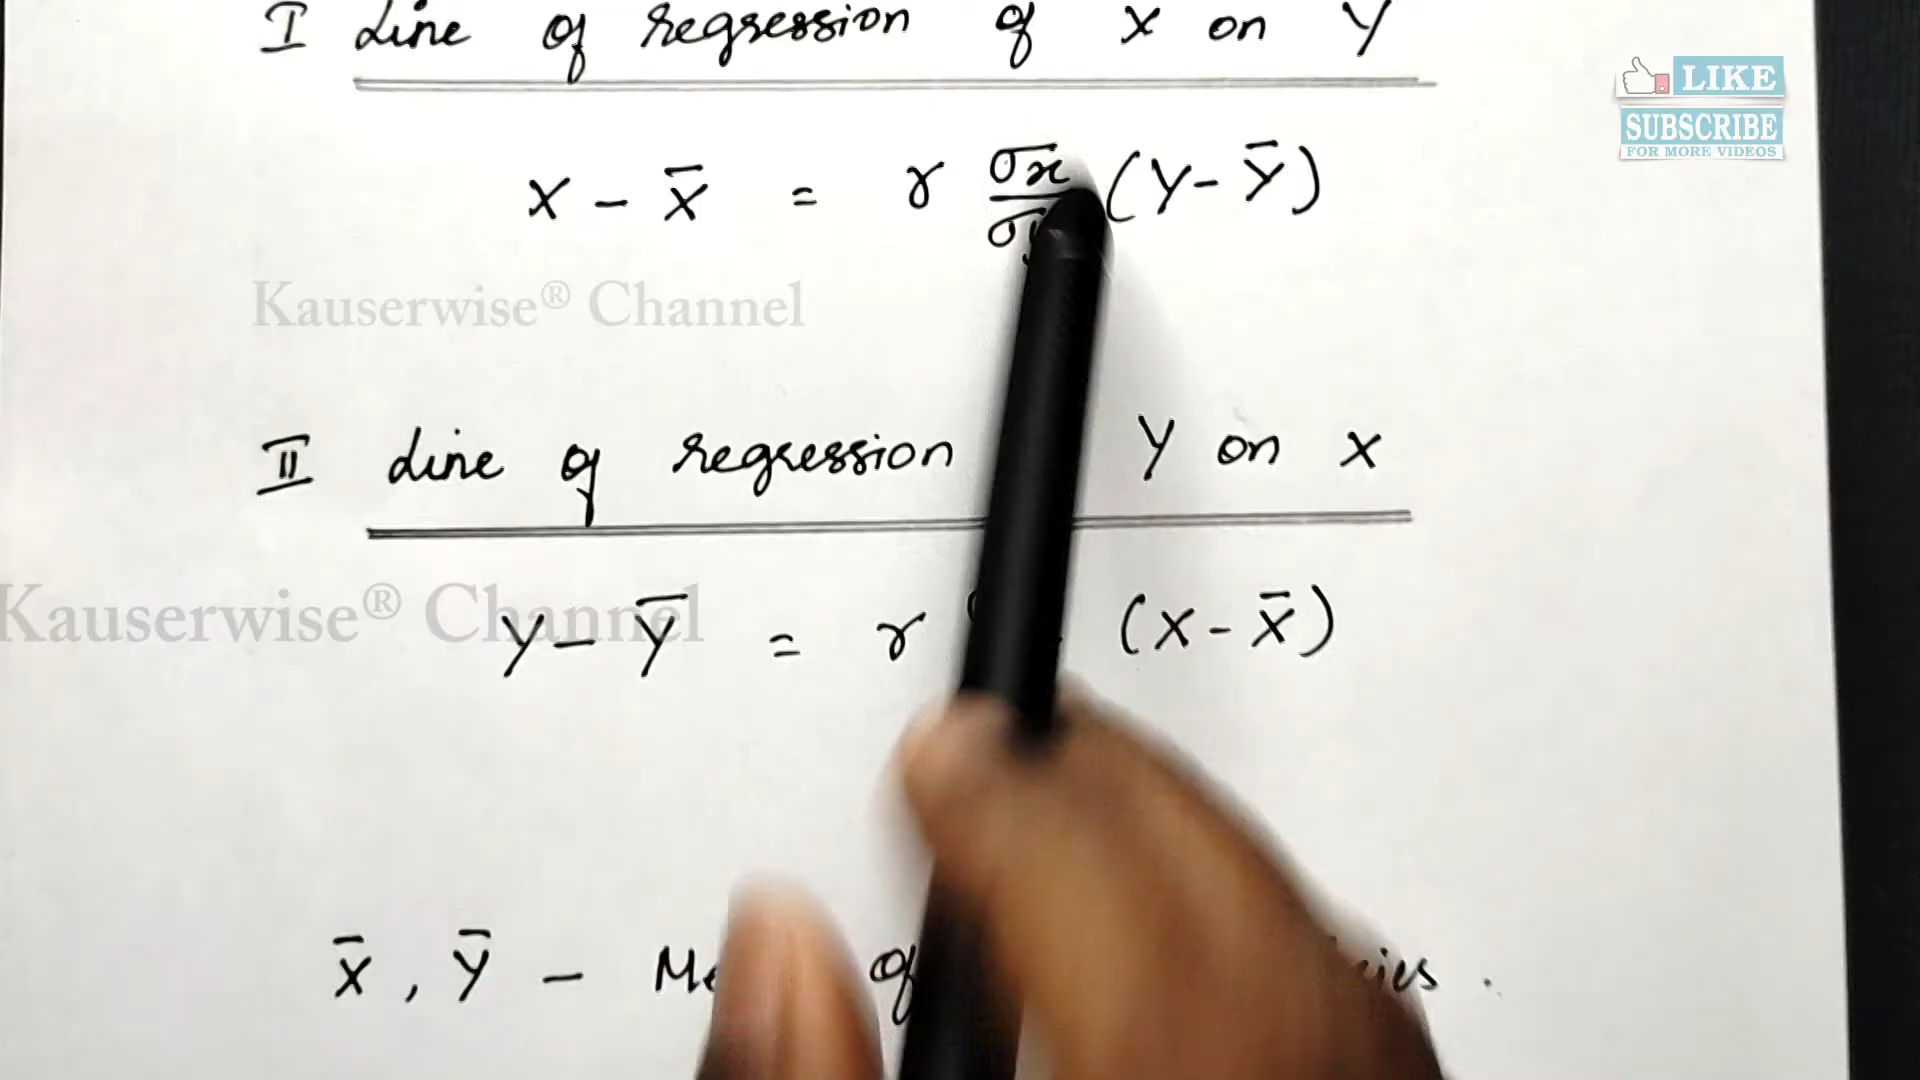 I Line of regression of X on Y
LIKE
SUBSCRIBE
FOR MORE VIDEOS
X - X̄ = r σx/σy (Y - Ȳ)
Kauserwise® Channel
II Line of regression Y on X
Kauserwise® Channel
Y - Ȳ = r (X - X̄)
X̄, Ȳ - of